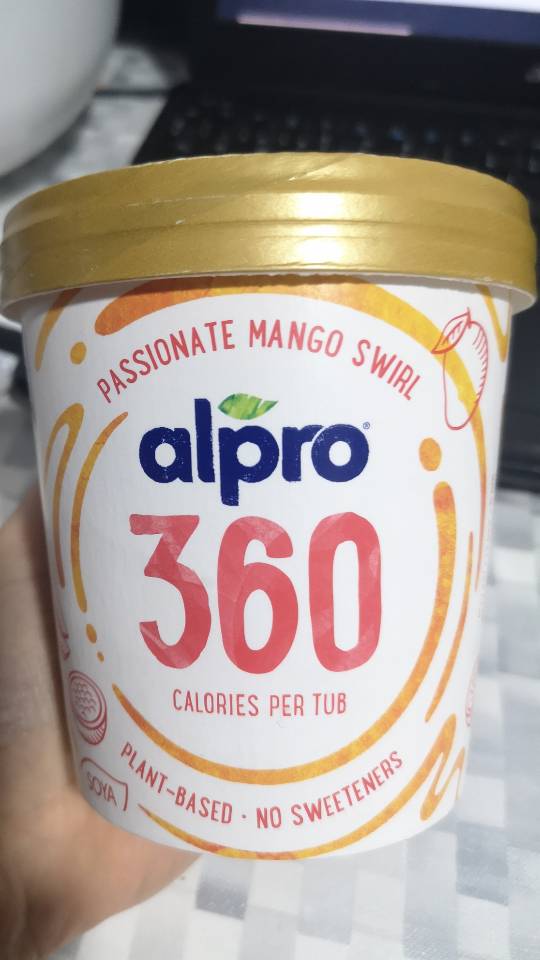 PASSIONATE MANGO SWIRL
alpro®
360
CALORIES PER TUB
PLANT-BASED · NO SWEETENERS
SOYA